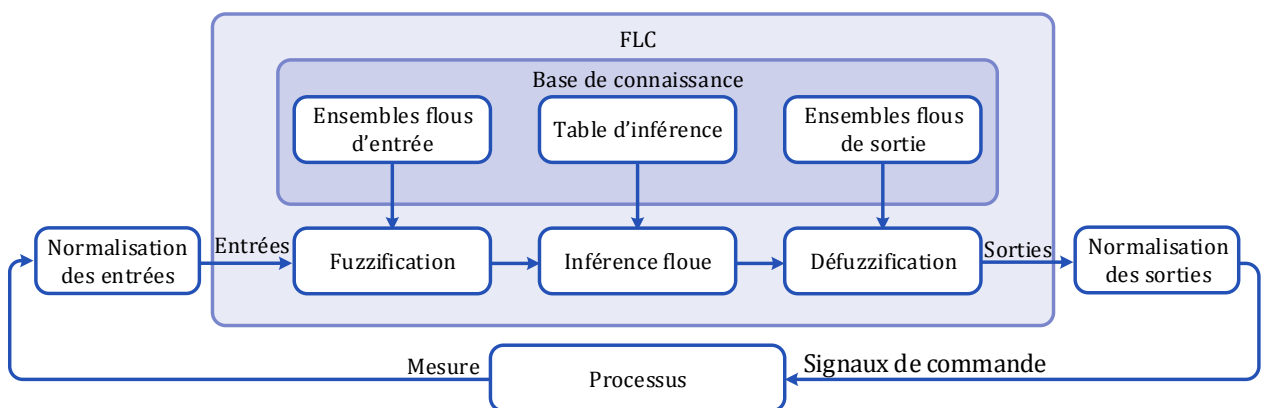 FLC
Base de connaissance
Ensembles flous
d’entrée
Table d’inférence
Ensembles flous
de sortie
Normalisation
des entrées
Entrées
Fuzzification
Inférence floue
Défuzzification
Sorties
Normalisation
des sorties
Mesure
Processus
Signaux de commande